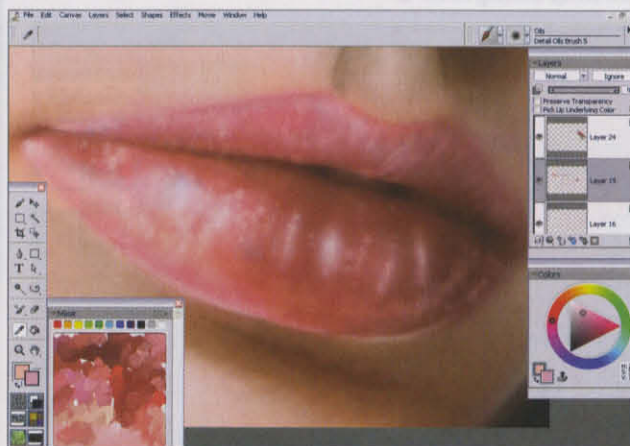 File Edit Canvas Layers Select Shapes Effects Movie Window Help
Oils
Detail Oils Brush 5
Layers
Normal Ignore
Preserve Transparency
Pick Up Underlying Color
Layer 24
Layer 15
Layer 16
Colors
Mixer
T